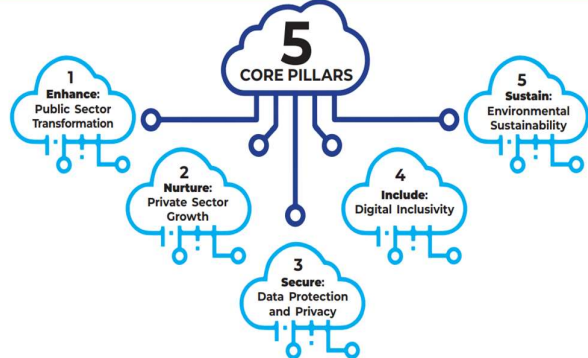 5
CORE PILLARS
1
Enhance:
Public Sector
Transformation
2
Nurture:
Private Sector
Growth
3
Secure:
Data Protection
and Privacy
4
Include:
Digital Inclusivity
5
Sustain:
Environmental
Sustainability